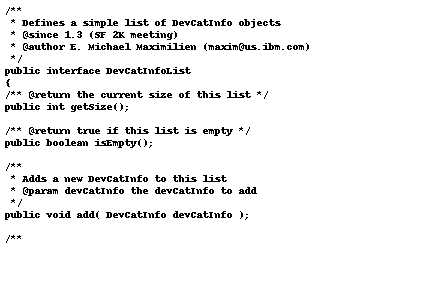 /**
 * Defines a simple list of DevCatInfo objects
 * @since 1.3 (SF 2K meeting)
 * @author E. Michael Maximilien (maxim@us.ibm.com)
 */
public interface DevCatInfoList
{
/** @return the current size of this list */
public int getSize();

/** @return true if this list is empty */
public boolean isEmpty();

/**
 * Adds a new DevCatInfo to this list
 * @param devCatInfo the devCatInfo to add
 */
public void add( DevCatInfo devCatInfo );

/**